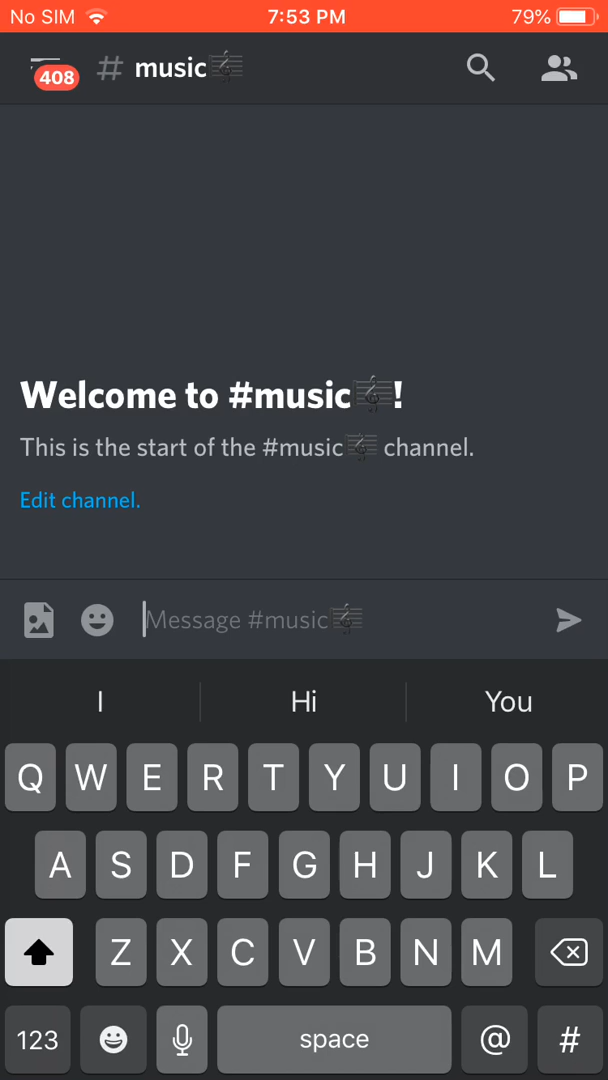 No SIM 7:53 PM 79%
408 # music🎼
Welcome to #music🎼!
This is the start of the #music🎼 channel.
Edit channel.
Message #music🎼
I Hi You
Q W E R T Y U I O P
A S D F G H J K L
Z X C V B N M
123 space @ #